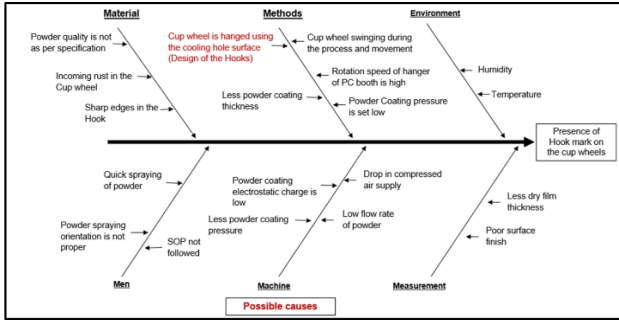 Material
Methods
Environment
Powder quality is not
as per specification
Incoming rust in the
Cup wheel
Sharp edges in the
Hook
Cup wheel is hanged using
the cooling hole surface
(Design of the Hooks)
Cup wheel swinging during
the process and movement
Rotation speed of hanger
of PC booth is high
Less powder coating
thickness
Powder Coating pressure
is set low
Humidity
Temperature
Presence of
Hook mark on
the cup wheels
Quick spraying
of powder
Powder spraying
orientation is not
proper
SOP not
followed
Powder coating
electrostatic charge is
low
Drop in compressed
air supply
Less powder coating
pressure
Low flow rate
of powder
Less dry film
thickness
Poor surface
finish
Men
Machine
Measurement
Possible causes